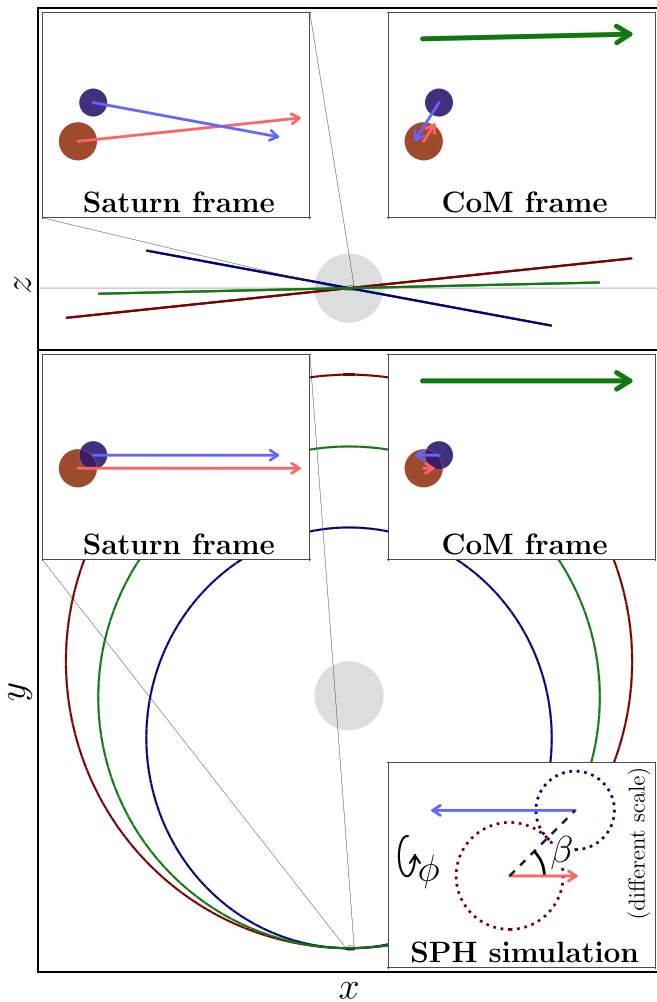 Saturn frame
CoM frame
z
Saturn frame
CoM frame
y
(different scale)
β
ϕ
SPH simulation
x